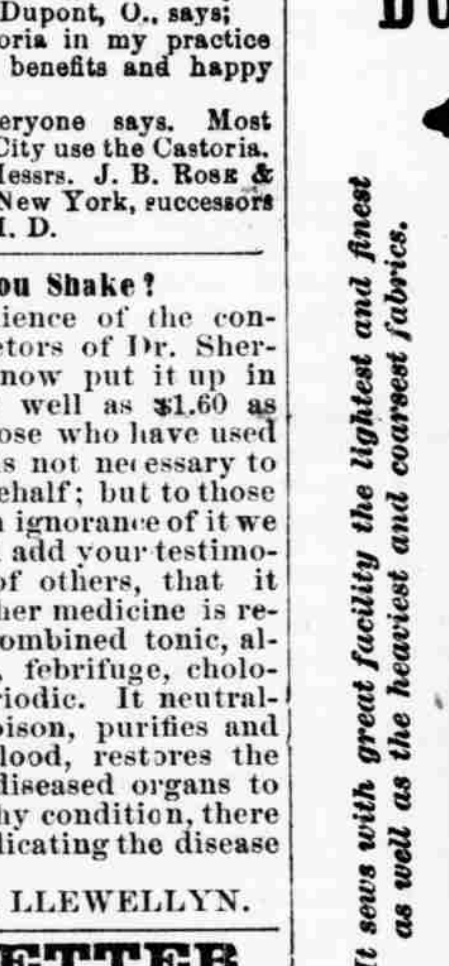 Dupont, O., says;
oria in my practice
benefits and happy
eryone says. Most
City use the Castoria.
Messrs. J. B. Rose &
New York, successors
I. D.
ou Shake?
ience of the con-
etors of Dr. Sher-
now put it up in
well as $1.60 as
ose who have used
s not necessary to
ehalf; but to those
n ignorance of it we
add your testimo-
of others, that it
her medicine is re-
ombined tonic, al-
, febrifuge, cholo-
riodic. It neutral-
oison, purifies and
lood, restores the
diseased organs to
hy condition, there
licating the disease
LLEWELLYN.
ETTER
It sews with great facility the lightest and finest
as well as the heaviest and coarsest fabrics.